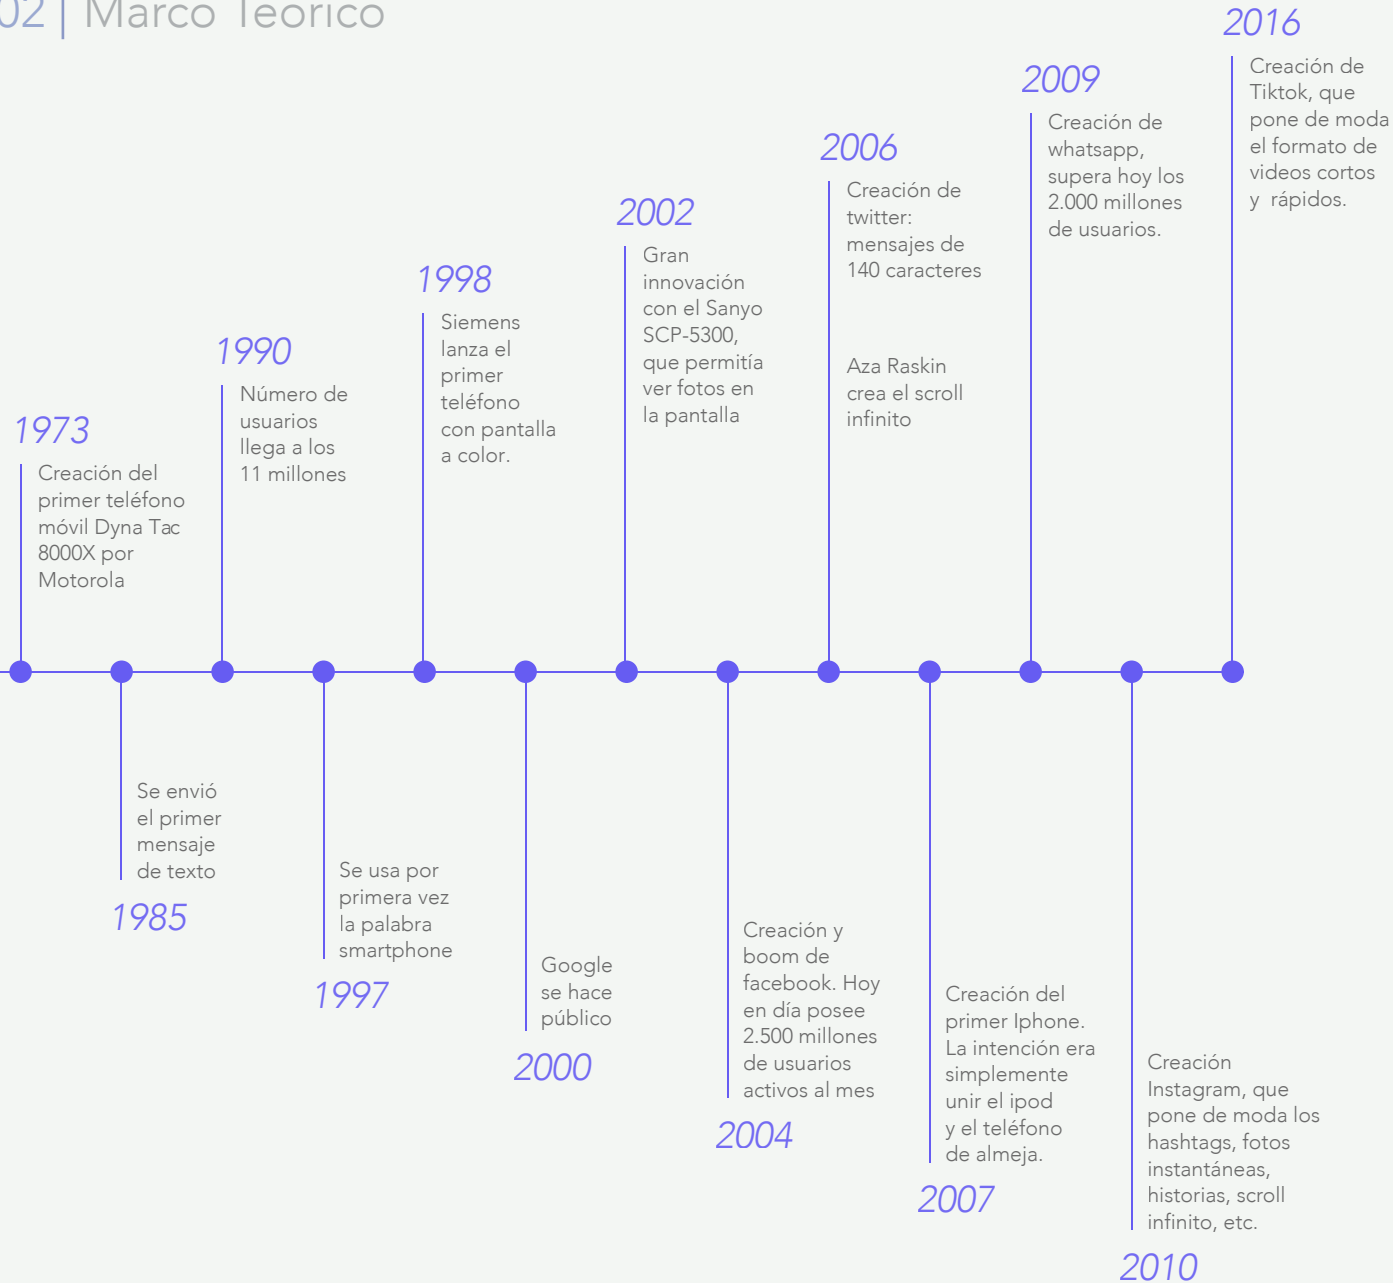 02 | Marco Teórico
1973
Creación del
primer teléfono
móvil Dyna Tac
8000X por
Motorola
Se envió
el primer
mensaje
de texto
1985
1990
Número de
usuarios
llega a los
11 millones
Se usa por
primera vez
la palabra
smartphone
1997
1998
Siemens
lanza el
primer
teléfono
con pantalla
a color.
Google
se hace
público
2000
2002
Gran
innovación
con el Sanyo
SCP-5300,
que permitía
ver fotos en
la pantalla
Creación y
boom de
facebook. Hoy
en día posee
2.500 millones
de usuarios
activos al mes
2004
2006
Creación de
twitter:
mensajes de
140 caracteres
Aza Raskin
crea el scroll
infinito
Creación del
primer Iphone.
La intención era
simplemente
unir el ipod
y el teléfono
de almeja.
2007
2009
Creación de
whatsapp,
supera hoy los
2.000 millones
de usuarios.
Creación
Instagram, que
pone de moda los
hashtags, fotos
instantáneas,
historias, scroll
infinito, etc.
2010
2016
Creación de
Tiktok, que
pone de moda
el formato de
videos cortos
y rápidos.